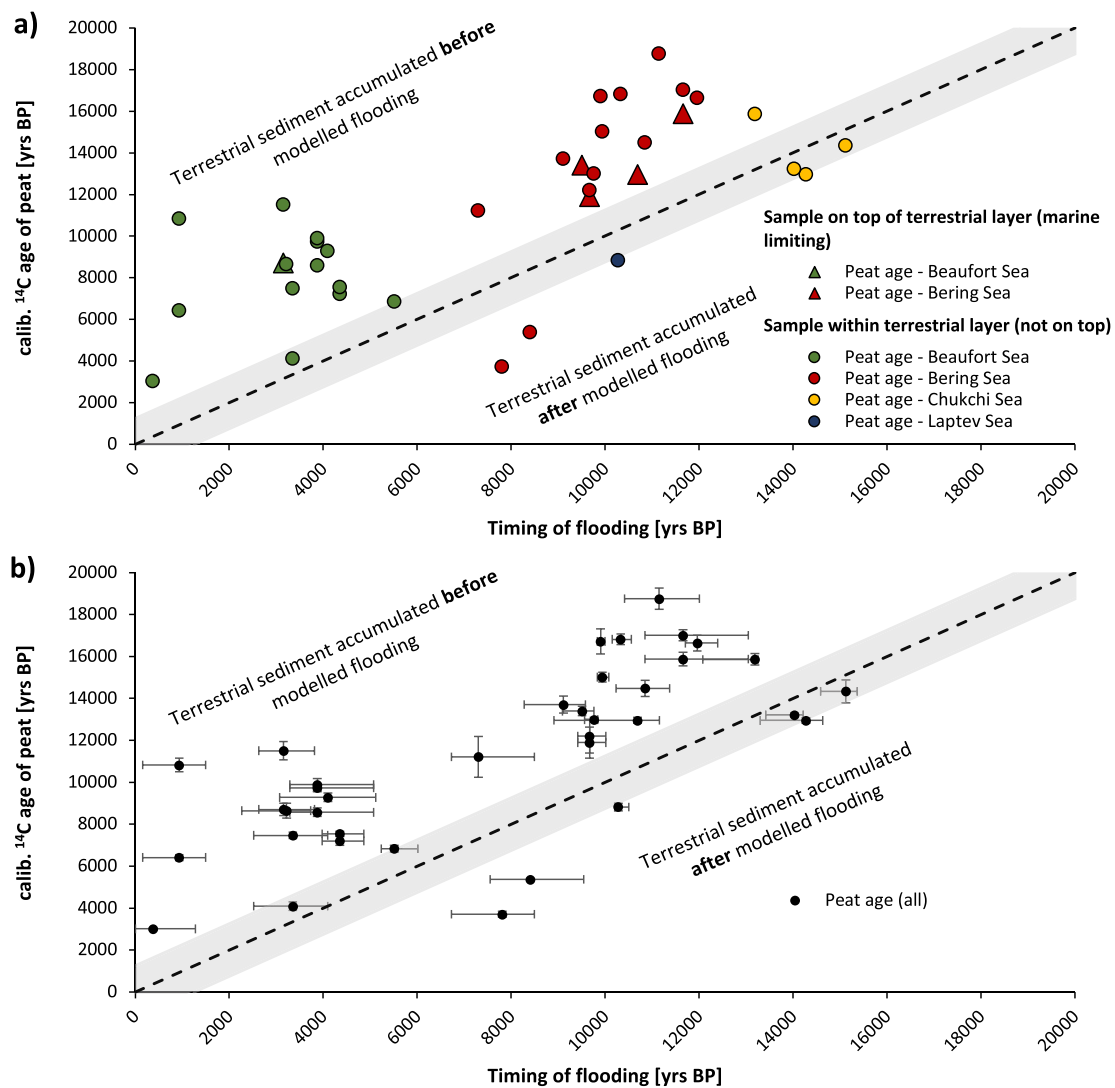 a)
20000
18000
16000
14000
12000
10000
8000
6000
4000
2000
0
calib. ¹⁴C age of peat [yrs BP]
Terrestrial sediment accumulated before
modelled flooding
Terrestrial sediment accumulated
after modelled flooding
Sample on top of terrestrial layer (marine
limiting)
Peat age - Beaufort Sea
Peat age - Bering Sea
Sample within terrestrial layer (not on top)
Peat age - Beaufort Sea
Peat age - Bering Sea
Peat age - Chukchi Sea
Peat age - Laptev Sea
0 2000 4000 6000 8000 10000 12000 14000 16000 18000 20000
Timing of flooding [yrs BP]
b)
20000
18000
16000
14000
12000
10000
8000
6000
4000
2000
0
calib. ¹⁴C age of peat [yrs BP]
Terrestrial sediment accumulated before
modelled flooding
Terrestrial sediment accumulated
after modelled flooding
Peat age (all)
0 2000 4000 6000 8000 10000 12000 14000 16000 18000 20000
Timing of flooding [yrs BP]